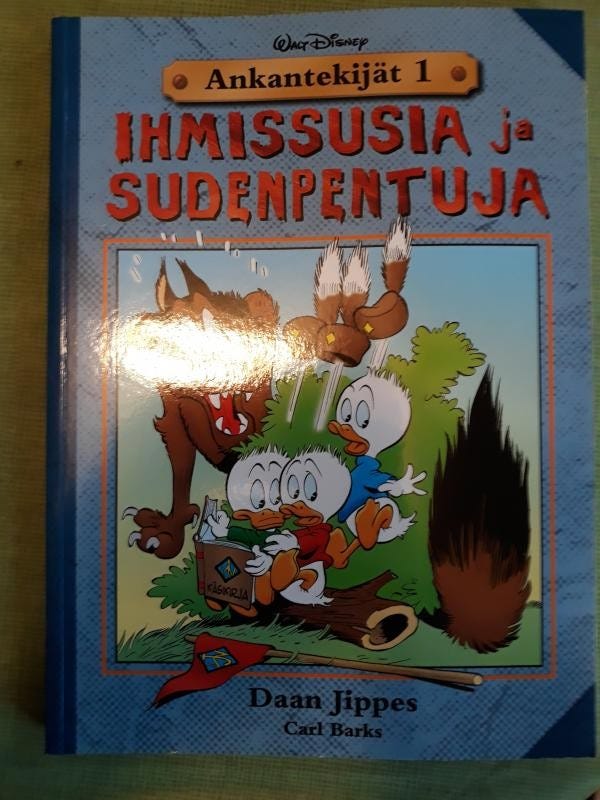 Walt Disney
Ankantekijät 1
IHMISSUSIA ja
SUDENPENTUJA
KÄSIKIRJA
Daan Jippes
Carl Barks